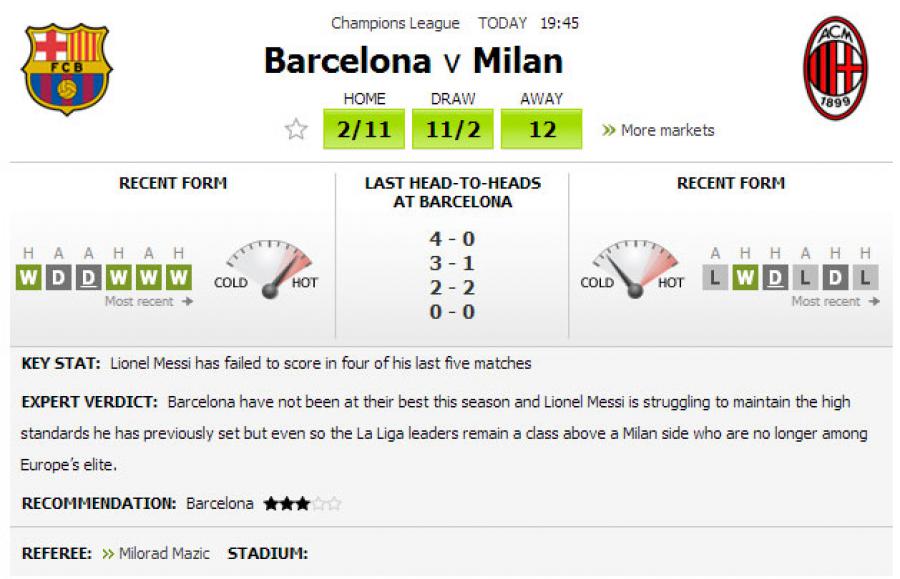 Champions League TODAY 19:45
Barcelona v Milan
FCB
ACM
1899
HOME DRAW AWAY
2/11 11/2 12 » More markets
RECENT FORM
H A A H A H
W D D W W W
Most recent →
COLD HOT
LAST HEAD-TO-HEADS
AT BARCELONA
4 - 0
3 - 1
2 - 2
0 - 0
RECENT FORM
COLD HOT
A H H A H H
L W D L D L
Most recent →
KEY STAT: Lionel Messi has failed to score in four of his last five matches
EXPERT VERDICT: Barcelona have not been at their best this season and Lionel Messi is struggling to maintain the high
standards he has previously set but even so the La Liga leaders remain a class above a Milan side who are no longer among
Europe's elite.
RECOMMENDATION: Barcelona ★★★☆☆
REFEREE: » Milorad Mazic STADIUM: